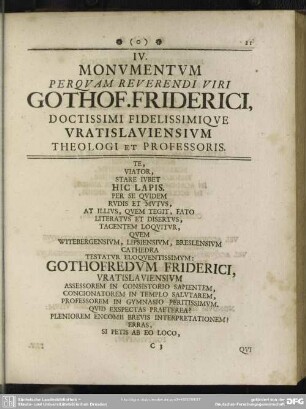 (0)
21
IV.
MONVMENTVM
PERQVAM REVERENDI VIRI
GOTHOF. FRIDERICI,
DOCTISSIMI FIDELISSIMIQVE
VRATISLAVIENSIVM
THEOLOGI ET PROFESSORIS.
TE,
VIATOR,
STARE IVBET
HIC LAPIS.
PER SE QVIDEM
RVDIS ET MVTVS,
AT ILLIVS, QVEM TEGIT, FATO
LITERATVS ET DISERTVS,
TACENTEM LOQVITVR,
QVEM
WITEBERGENSIVM, LIPSIENSIVM, BRESLENSIVM
CATHEDRA
TESTATVR ELOQVENTISSIMVM:
GOTHOFREDVM FRIDERICI,
VRATISLAVIENSIVM
ASSESSOREM IN CONSISTORIO SAPIENTEM,
CONCIONATOREM IN TEMPLO SALVTAREM,
PROFESSOREM IN GYMNASIO PERITISSIMVM.
QVID EXSPECTAS PRAETEREA?
PLENIOREM ENCOMII BREVIS INTERPRETATIONEM?
ERRAS,
SI PETIS AB EO LOCO,
C 3
QVI